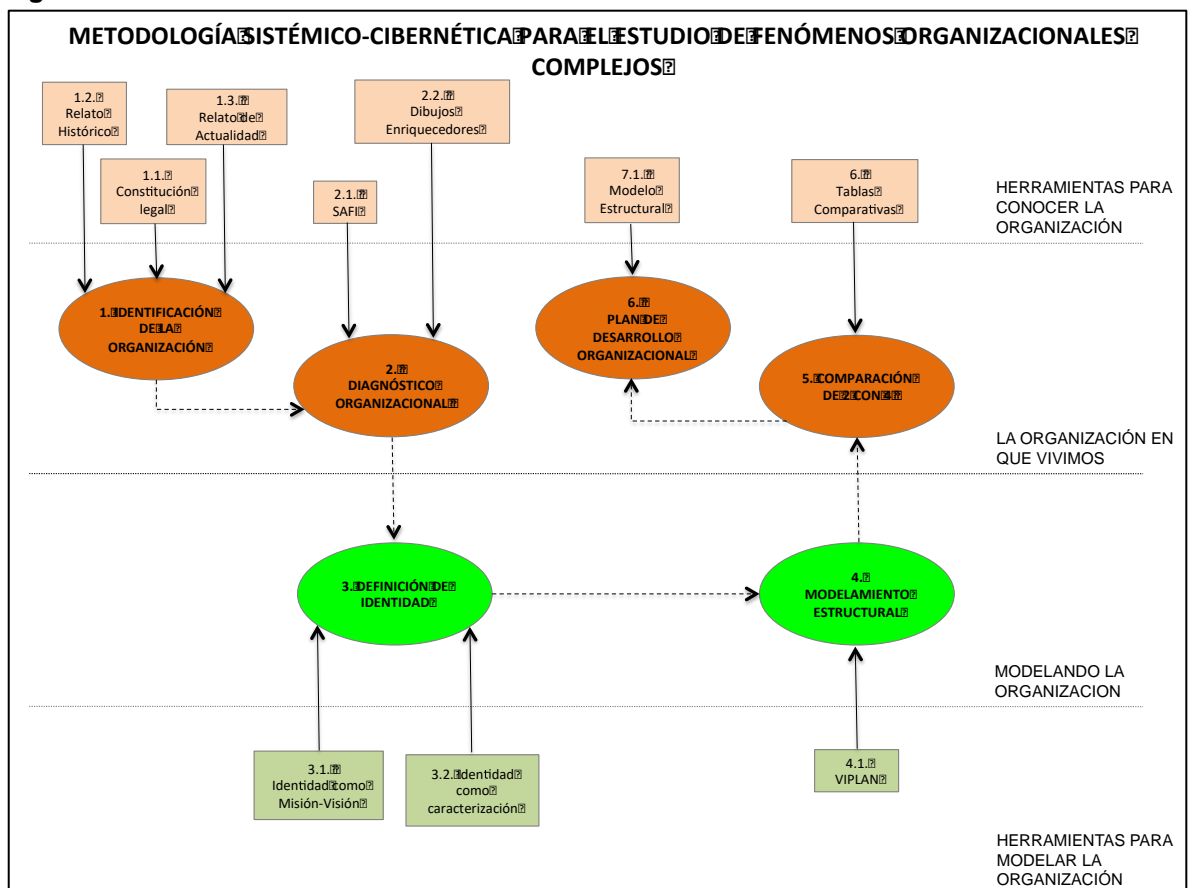 METODOLOGÍA SISTÉMICO-CIBERNÉTICA PARA EL ESTUDIO DE FENÓMENOS ORGANIZACIONALES
COMPLEJOS
1.2.
Relato
Histórico
1.3.
Relato de
Actualidad
2.2.
Dibujos
Enriquecedores
1.1.
Constitución
legal
2.1.
SAFI
7.1.
Modelo
Estructural
6.
Tablas
Comparativas
HERRAMIENTAS PARA
CONOCER LA
ORGANIZACIÓN
1. IDENTIFICACIÓN
DE LA
ORGANIZACIÓN
2.
DIAGNÓSTICO
ORGANIZACIONAL
6.
PLAN DE
DESARROLLO
ORGANIZACIONAL
5. COMPARACIÓN
DE 2 CON 4
LA ORGANIZACIÓN EN
QUE VIVIMOS
3. DEFINICIÓN DE
IDENTIDAD
4.
MODELAMIENTO
ESTRUCTURAL
MODELANDO LA
ORGANIZACION
3.1.
Identidad como
Misión-Visión
3.2. Identidad
como
caracterización
4.1.
VIPLAN
HERRAMIENTAS PARA
MODELAR LA
ORGANIZACIÓN